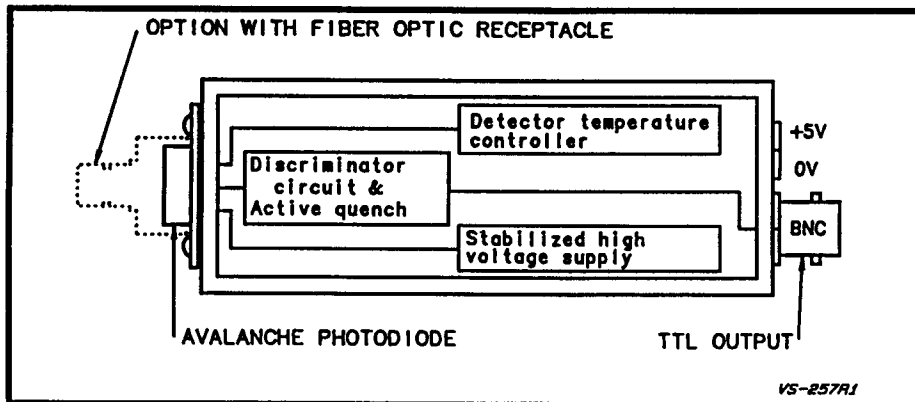 OPTION WITH FIBER OPTIC RECEPTACLE
Detector temperature
controller
+5V
Discriminator
circuit &
Active quench
0V
BNC
Stabilized high
voltage supply
AVALANCHE PHOTODIODE
TTL OUTPUT
VS-257R1